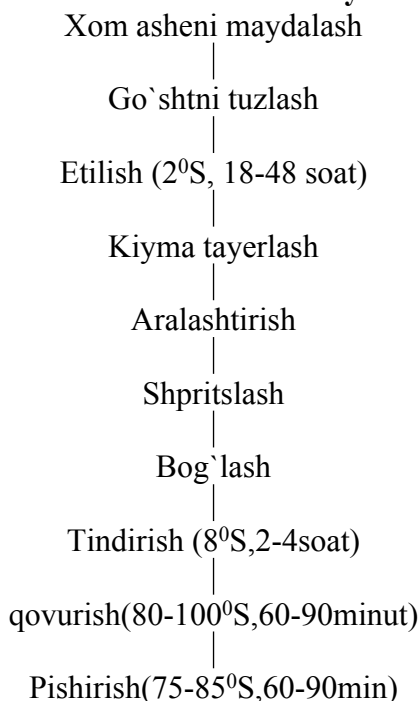 Xom asheni maydalash
Go`shtni tuzlash
Etilish (2⁰S, 18-48 soat)
Kiyma tayerlash
Aralashtirish
Shpritslash
Bog`lash
Tindirish (8⁰S,2-4soat)
qovurish(80-100⁰S,60-90minut)
Pishirish(75-85⁰S,60-90min)